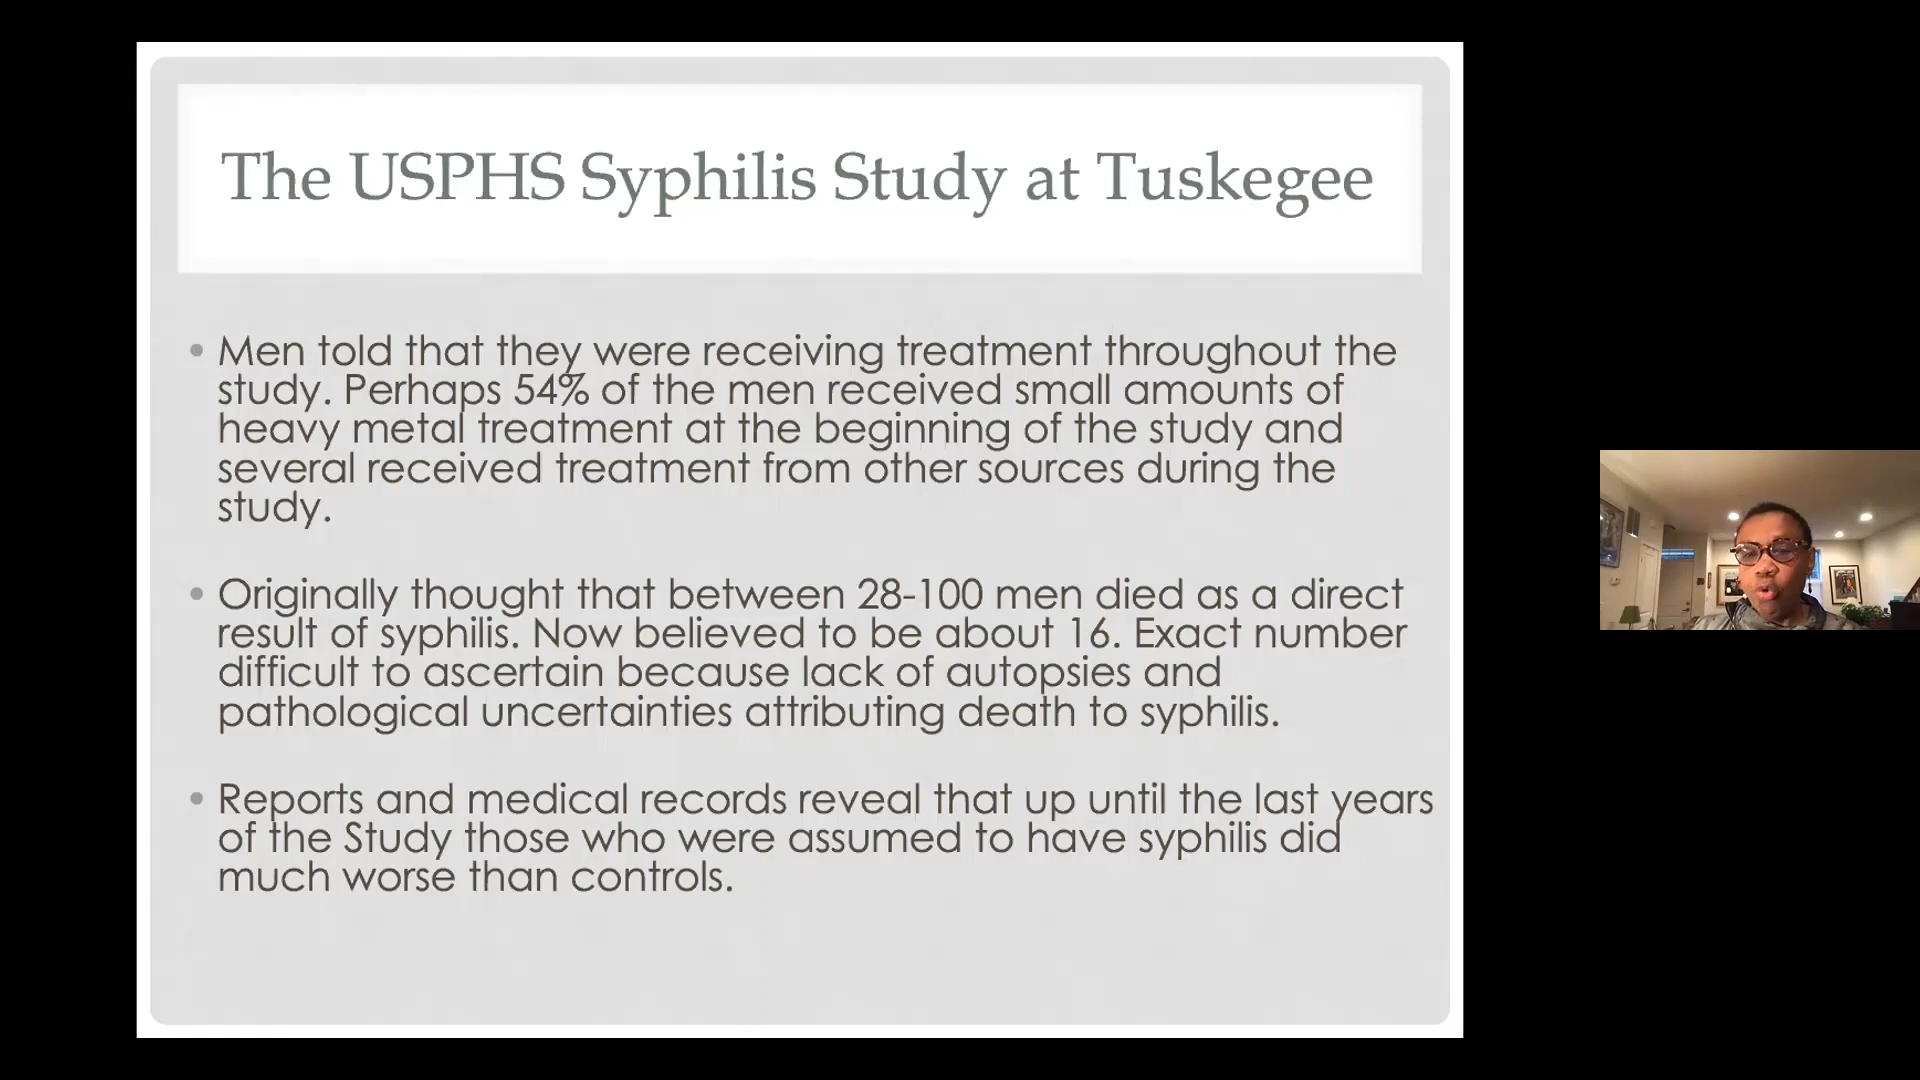 The USPHS Syphilis Study at Tuskegee
• Men told that they were receiving treatment throughout the
study. Perhaps 54% of the men received small amounts of
heavy metal treatment at the beginning of the study and
several received treatment from other sources during the
study.
• Originally thought that between 28-100 men died as a direct
result of syphilis. Now believed to be about 16. Exact number
difficult to ascertain because lack of autopsies and
pathological uncertainties attributing death to syphilis.
• Reports and medical records reveal that up until the last years
of the Study those who were assumed to have syphilis did
much worse than controls.